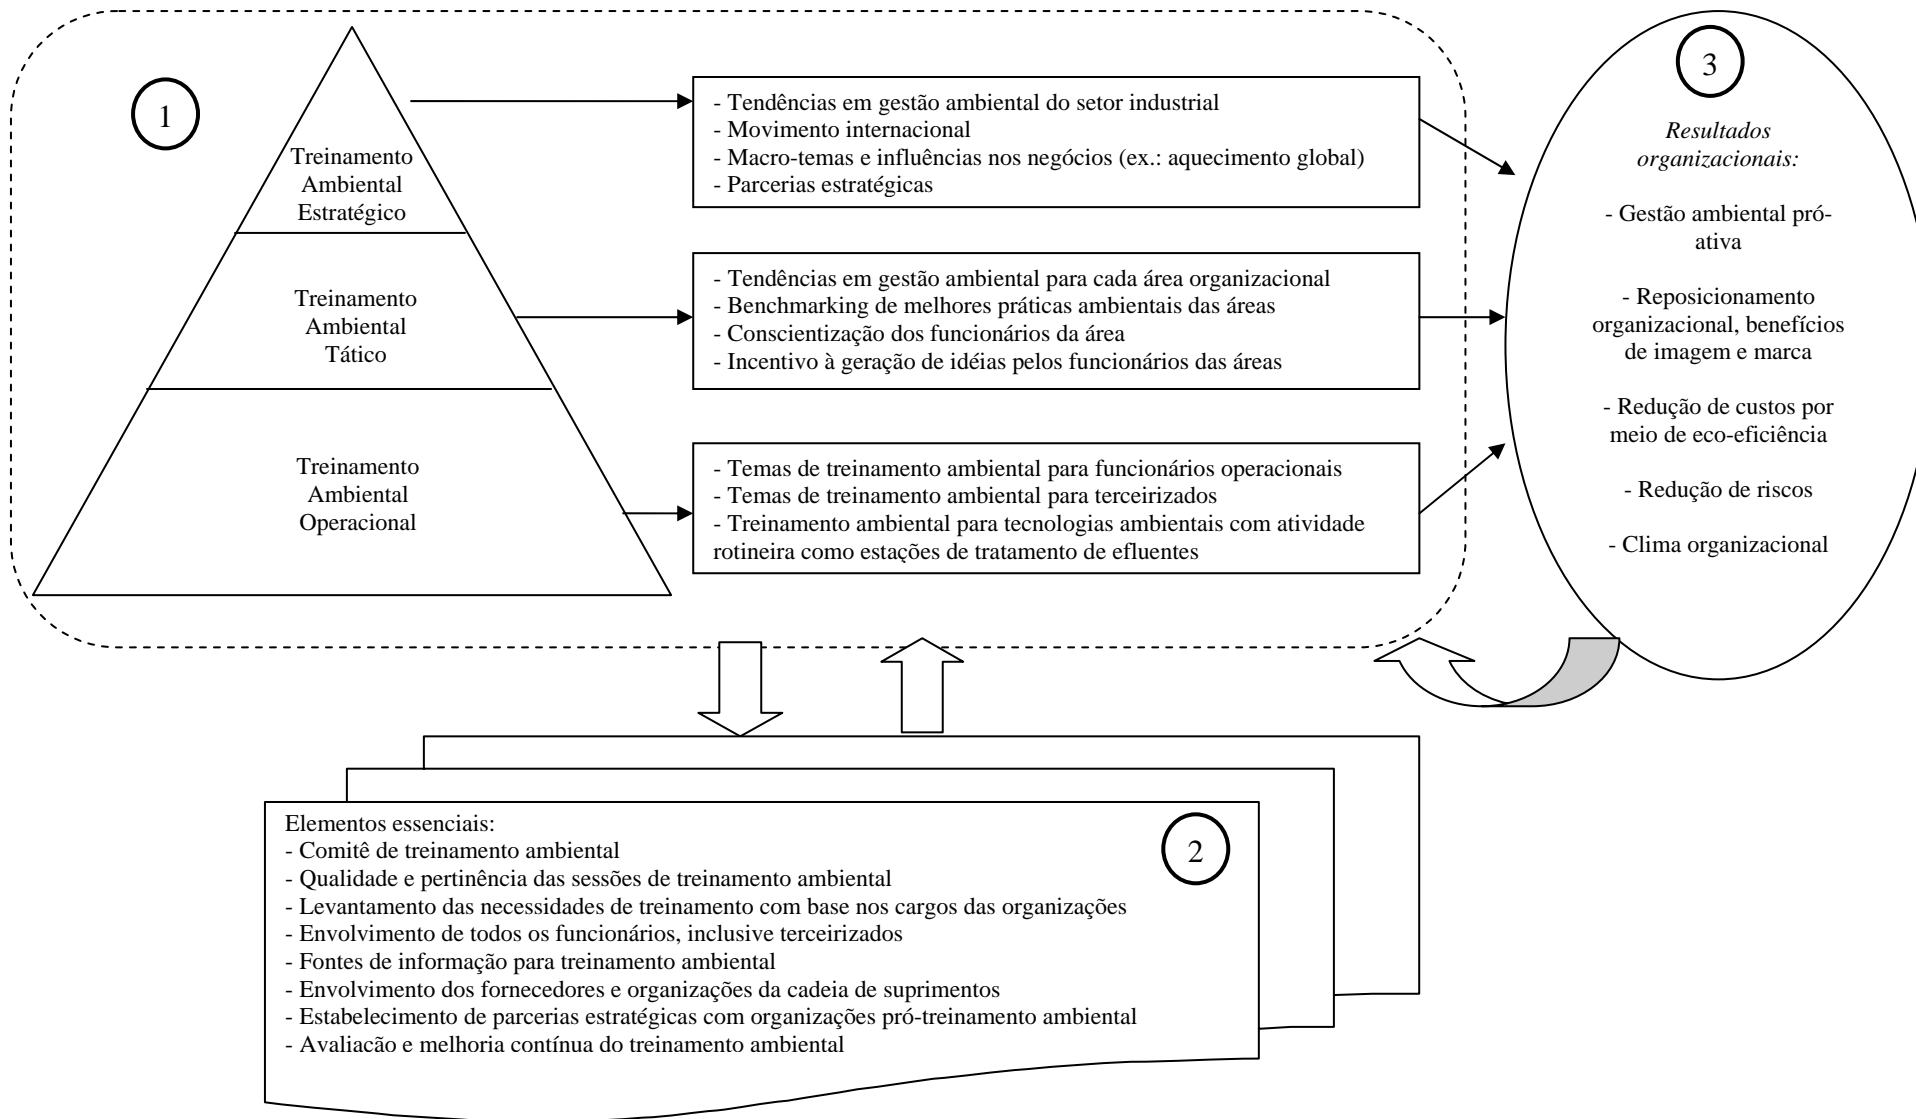 1
Treinamento
Ambiental
Estratégico
Treinamento
Ambiental
Tático
Treinamento
Ambiental
Operacional
- Tendências em gestão ambiental do setor industrial
- Movimento internacional
- Macro-temas e influências nos negócios (ex.: aquecimento global)
- Parcerias estratégicas
- Tendências em gestão ambiental para cada área organizacional
- Benchmarking de melhores práticas ambientais das áreas
- Conscientização dos funcionários da área
- Incentivo à geração de idéias pelos funcionários das áreas
- Temas de treinamento ambiental para funcionários operacionais
- Temas de treinamento ambiental para terceirizados
- Treinamento ambiental para tecnologias ambientais com atividade
rotineira como estações de tratamento de efluentes
3
Resultados
organizacionais:
- Gestão ambiental pró-
ativa
- Reposicionamento
organizacional, benefícios
de imagem e marca
- Redução de custos por
meio de eco-eficiência
- Redução de riscos
- Clima organizacional
2
Elementos essenciais:
- Comitê de treinamento ambiental
- Qualidade e pertinência das sessões de treinamento ambiental
- Levantamento das necessidades de treinamento com base nos cargos das organizações
- Envolvimento de todos os funcionários, inclusive terceirizados
- Fontes de informação para treinamento ambiental
- Envolvimento dos fornecedores e organizações da cadeia de suprimentos
- Estabelecimento de parcerias estratégicas com organizações pró-treinamento ambiental
- Avaliacão e melhoria contínua do treinamento ambiental